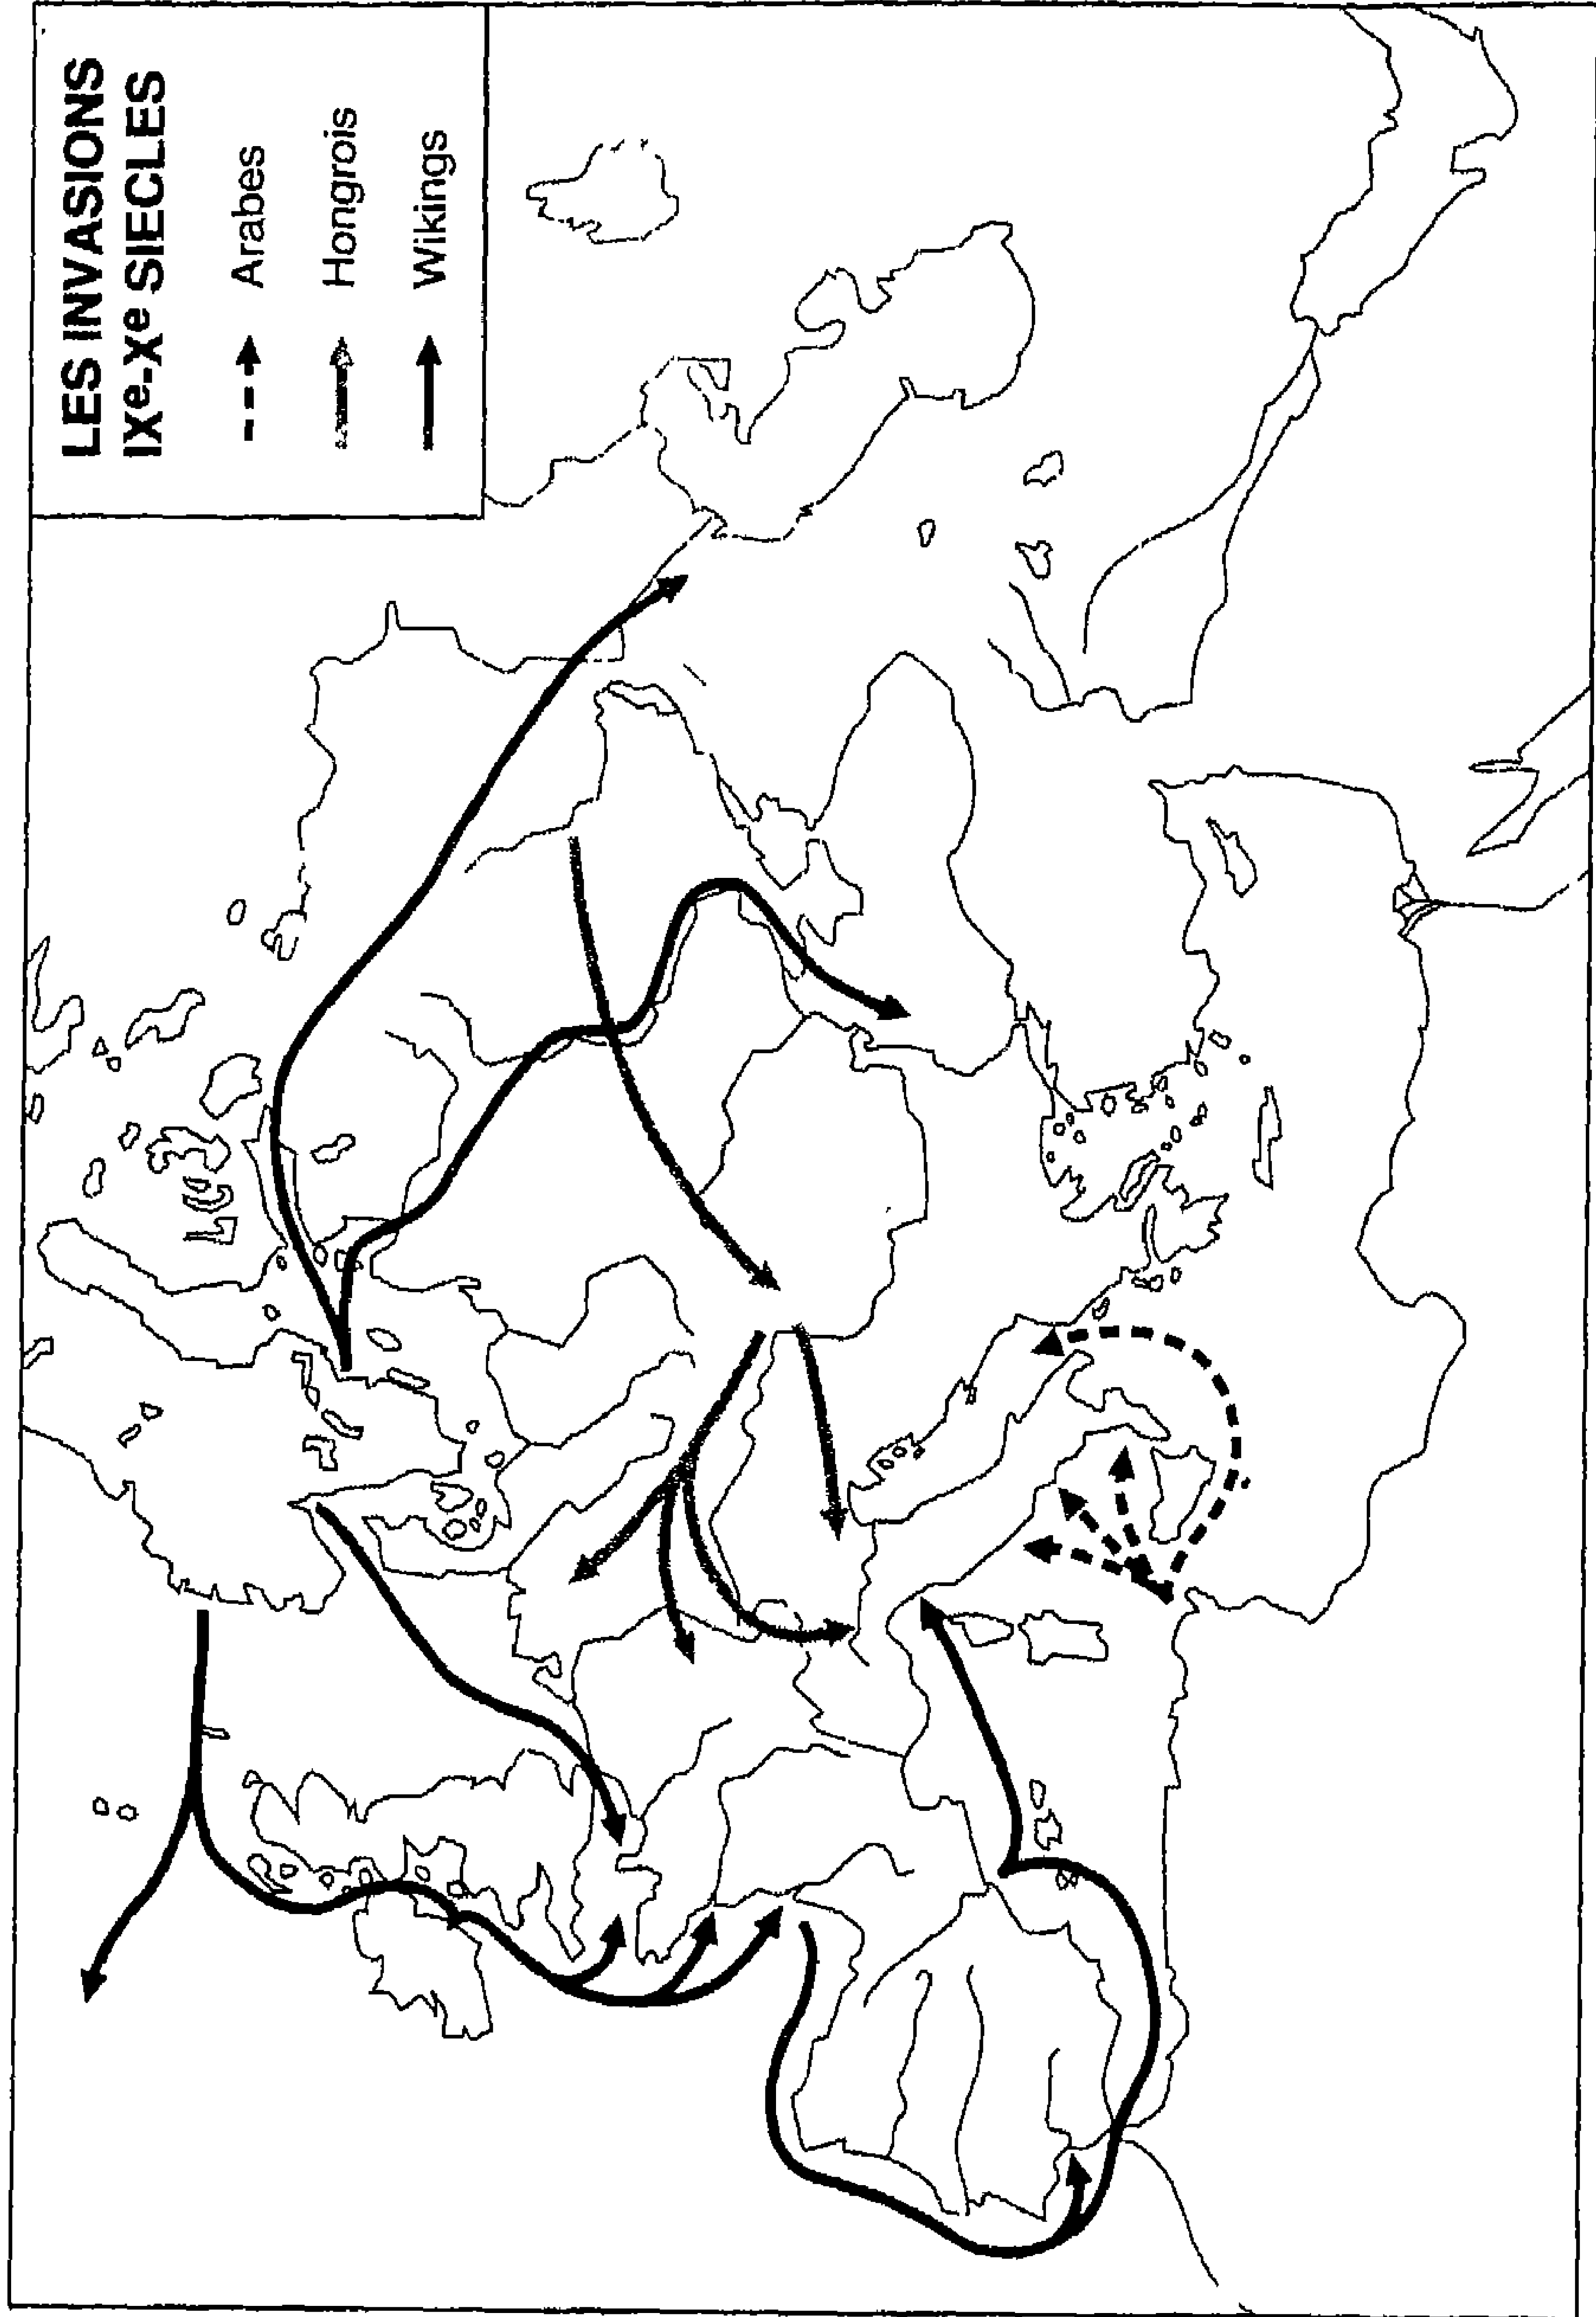 LES INVASIONS
IXe-Xe SIECLES
Arabes
Hongrois
Wikings